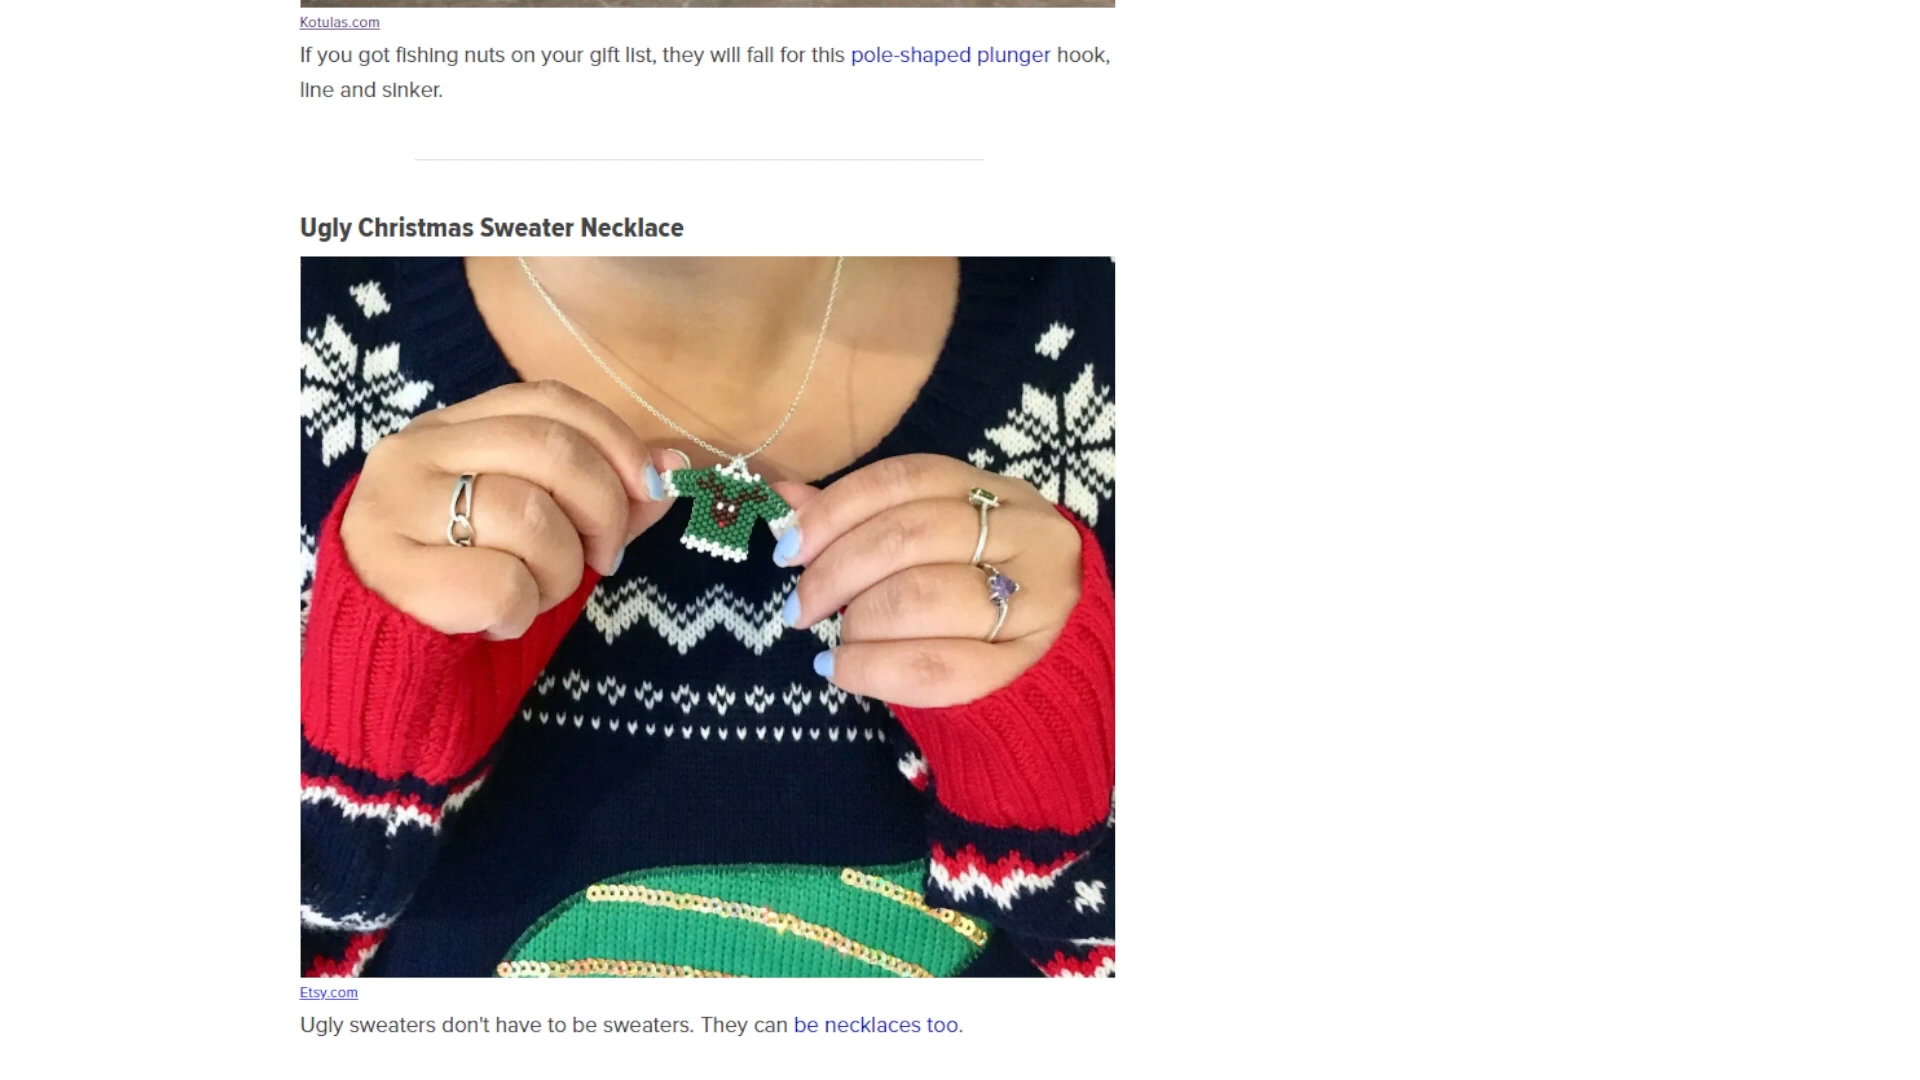 Kotulas.com
If you got fishing nuts on your gift list, they will fall for this pole-shaped plunger hook,
line and sinker.
Ugly Christmas Sweater Necklace
Etsy.com
Ugly sweaters don't have to be sweaters. They can be necklaces too.